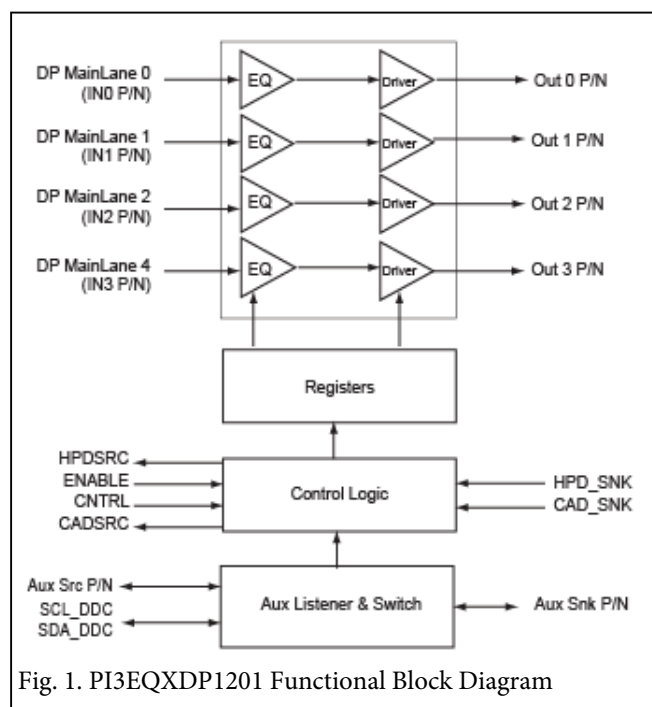 DP MainLane 0
(IN0 P/N)
EQ
Driver
Out 0 P/N
DP MainLane 1
(IN1 P/N)
EQ
Driver
Out 1 P/N
DP MainLane 2
(IN2 P/N)
EQ
Driver
Out 2 P/N
DP MainLane 4
(IN3 P/N)
EQ
Driver
Out 3 P/N
Registers
HPDSRC
ENABLE
CNTRL
CADSRC
Control Logic
HPD_SNK
CAD_SNK
Aux Src P/N
SCL_DDC
SDA_DDC
Aux Listener & Switch
Aux Snk P/N
Fig. 1. PI3EQXDP1201 Functional Block Diagram